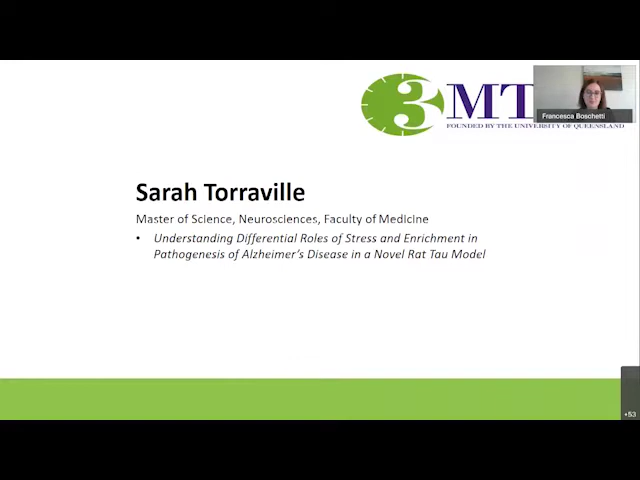 3MT
FOUNDED BY THE UNIVERSITY OF QUEENSLAND
Francesca Boschetti
Sarah Torraville
Master of Science, Neurosciences, Faculty of Medicine
• Understanding Differential Roles of Stress and Enrichment in
Pathogenesis of Alzheimer's Disease in a Novel Rat Tau Model
+53